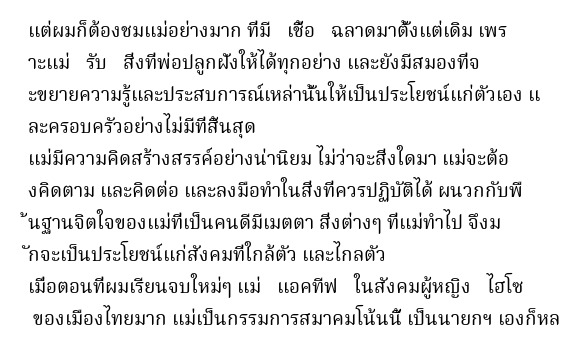 แต่ผมก็ต้องชมแม่อย่างมาก ที่มี เชื้อ ฉลาดมาตั้งแต่เดิม เพร
าะแม่ รับ สิ่งที่พ่อปลูกฝังให้ได้ทุกอย่าง และยังมีสมองที่จ
ะขยายความรู้และประสบการณ์เหล่านั้นให้เป็นประโยชน์แก่ตัวเอง แ
ละครอบครัวอย่างไม่มีที่สิ้นสุด
แม่มีความคิดสร้างสรรค์อย่างน่านิยม ไม่ว่าจะสิ่งใดมา แม่จะต้อ
งคิดตาม และคิดต่อ และลงมือทำในสิ่งที่ควรปฏิบัติได้ ผนวกกับพื
้นฐานจิตใจของแม่ที่เป็นคนดีมีเมตตา สิ่งต่างๆ ที่แม่ทำไป จึงม
ักจะเป็นประโยชน์แก่สังคมที่ใกล้ตัว และไกลตัว
เมื่อตอนที่ผมเรียนจบใหม่ๆ แม่ แอคทีฟ ในสังคมผู้หญิง ไฮโซ
ของเมืองไทยมาก แม่เป็นกรรมการสมาคมโน้นนี้ เป็นนายกฯ เองก็หล